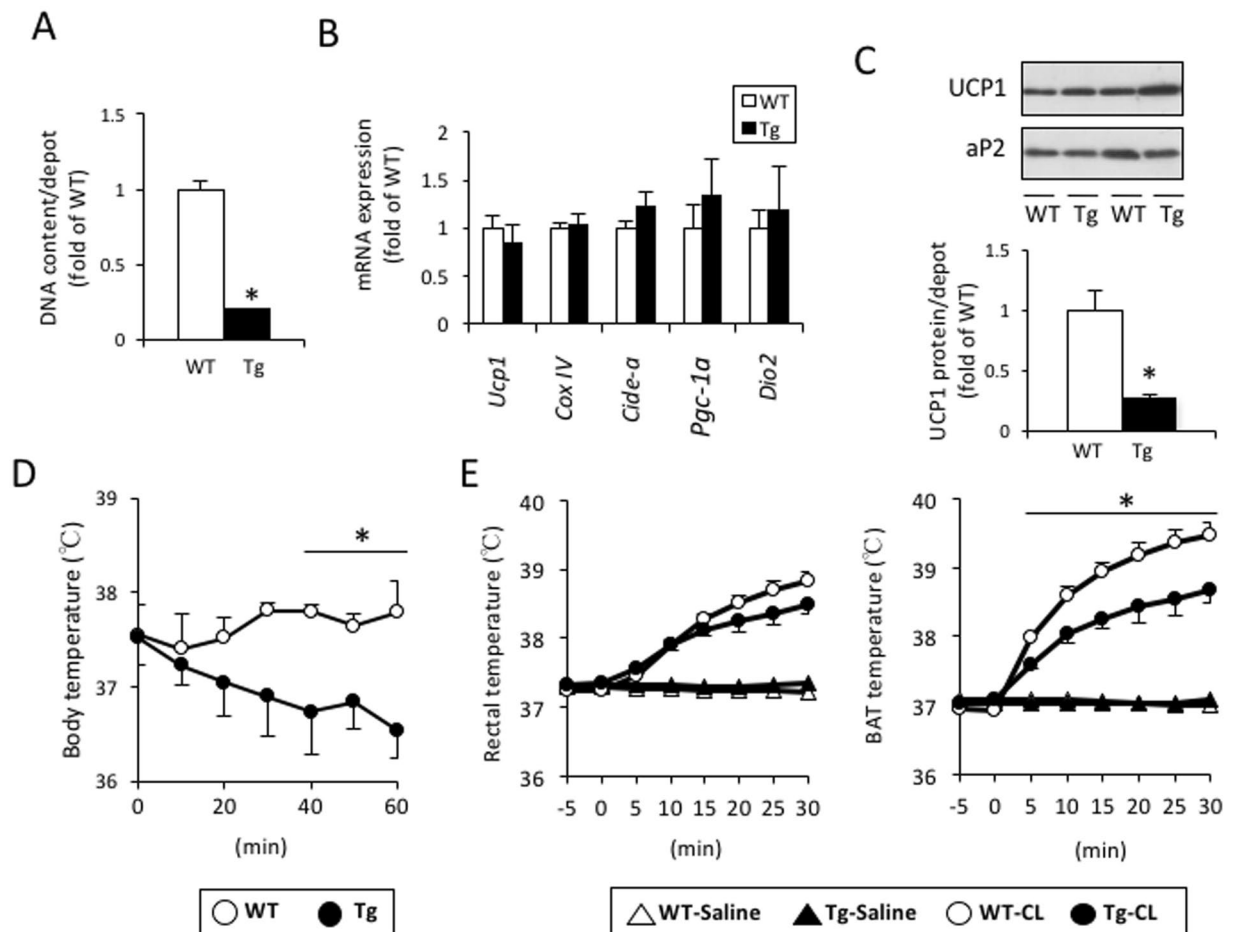 A
DNA content/depot
(fold of WT)
1.5
1
0.5
0
*
WT Tg
B
mRNA expression
(fold of WT)
2
1.5
1
0.5
0
WT
Tg
Ucp1
Cox IV
Cide-a
Pgc-1a
Dio2
C
UCP1
aP2
WT Tg WT Tg
UCP1 protein/depot
(fold of WT)
1.5
1
0.5
0
*
WT Tg
D
Body temperature (℃)
39
38
37
36
*
0 20 40 60
(min)
WT Tg
E
Rectal temperature (℃)
40
39
38
37
36
-5 0 5 10 15 20 25 30
(min)
BAT temperature (℃)
40
39
38
37
36
*
-5 0 5 10 15 20 25 30
(min)
WT-Saline Tg-Saline WT-CL Tg-CL